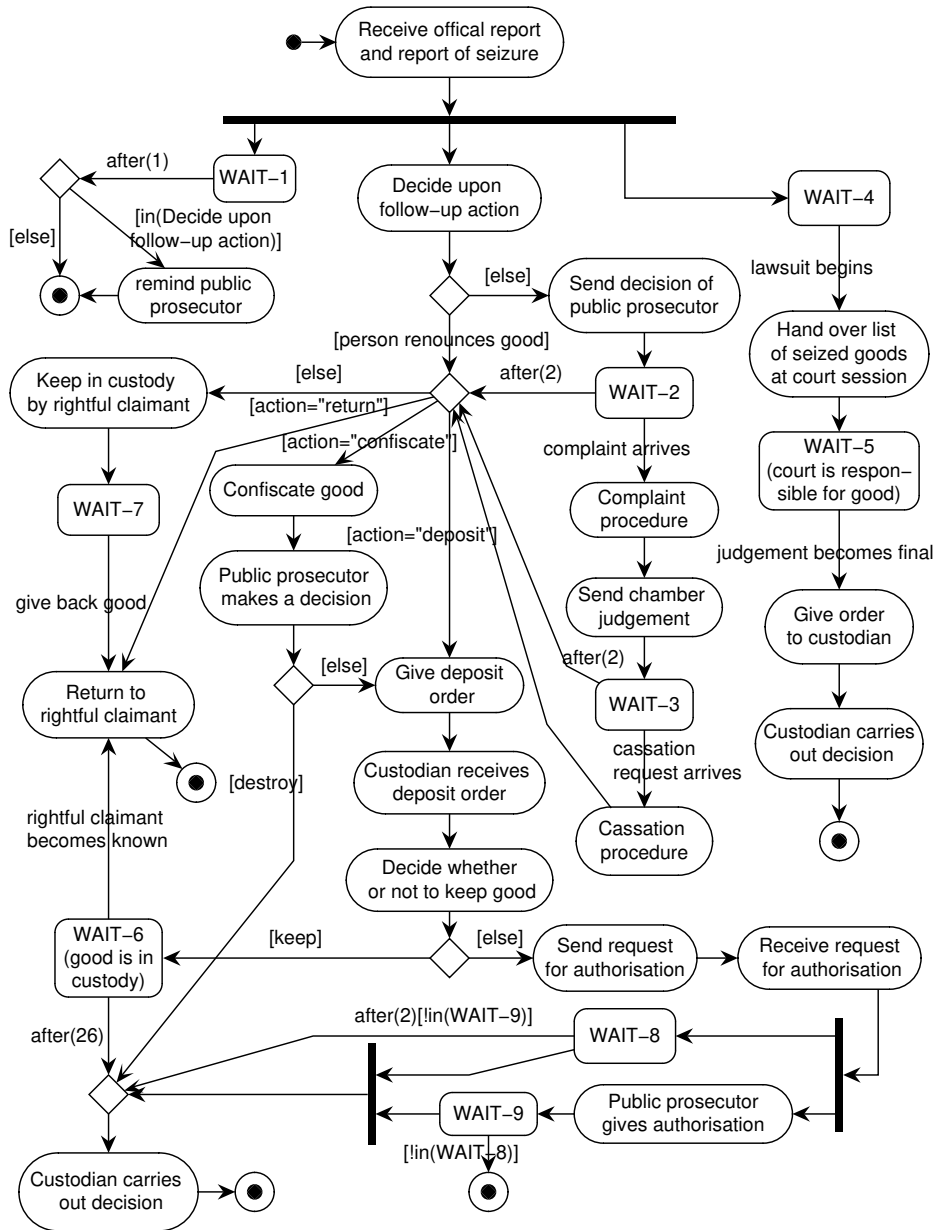 Receive offical report
and report of seizure
after(1)
WAIT−1
Decide upon
follow−up action
WAIT−4
[in(Decide upon
follow−up action)]
[else]
remind public
prosecutor
[else]
Send decision of
public prosecutor
lawsuit begins
[person renounces good]
Hand over list
of seized goods
at court session
Keep in custody
by rightful claimant
[else]
[action="return"]
after(2)
WAIT−2
[action="confiscate"]
complaint arrives
WAIT−5
(court is respon−
sible for good)
WAIT−7
Confiscate good
Complaint
procedure
[action="deposit"]
judgement becomes final
Public prosecutor
makes a decision
Send chamber
judgement
give back good
Give order
to custodian
after(2)
[else]
Give deposit
order
WAIT−3
Return to
rightful claimant
Custodian carries
out decision
cassation
request arrives
[destroy]
Custodian receives
deposit order
rightful claimant
becomes known
Cassation
procedure
Decide whether
or not to keep good
WAIT−6
(good is in
custody)
[keep]
[else]
Send request
for authorisation
Receive request
for authorisation
after(26)
after(2)[!in(WAIT−9)]
WAIT−8
WAIT−9
Public prosecutor
gives authorisation
[!in(WAIT−8)]
Custodian carries
out decision